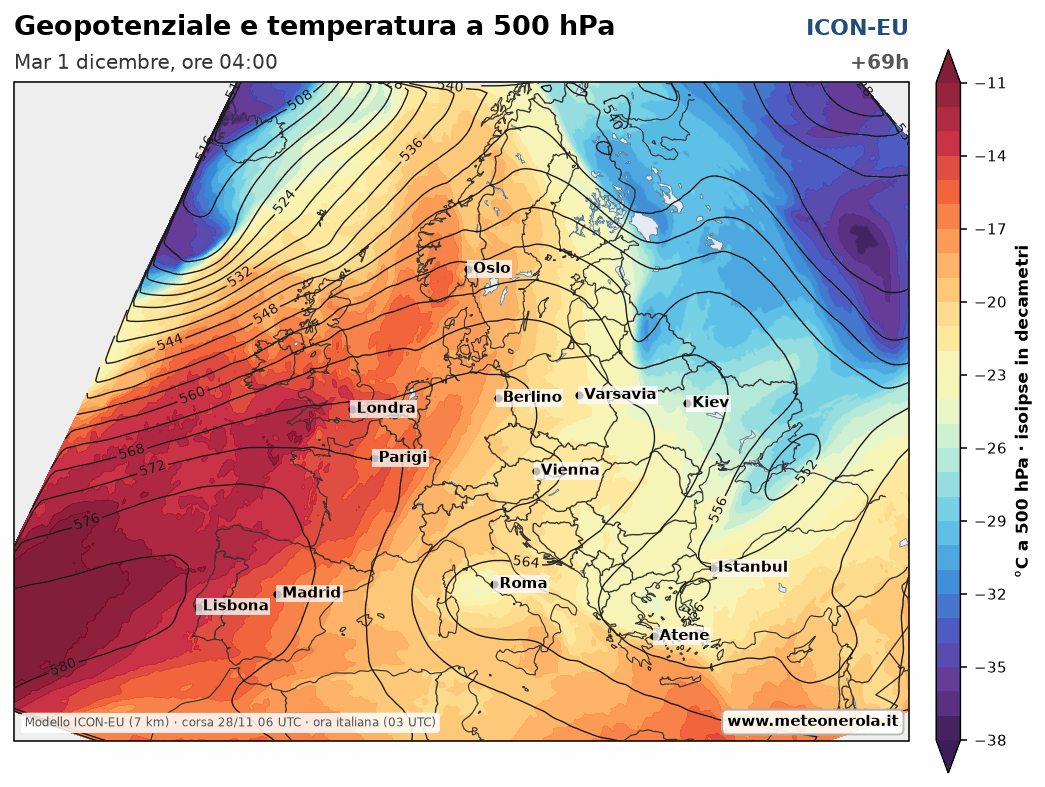 Geopotenziale e temperatura a 500 hPa
ICON-EU
Mar 1 dicembre, ore 04:00
+69h
508
540
516
536
540
524
532
548
544
560
568
572
576
580
564
556
552
556
Oslo
Berlino
Varsavia
Kiev
Londra
Parigi
Vienna
Istanbul
Roma
Madrid
Lisbona
Atene
Modello ICON-EU (7 km) · corsa 28/11 06 UTC · ora italiana (03 UTC)
www.meteonerola.it
−11
−14
−17
−20
−23
−26
−29
−32
−35
−38
°C a 500 hPa · isoipse in decametri